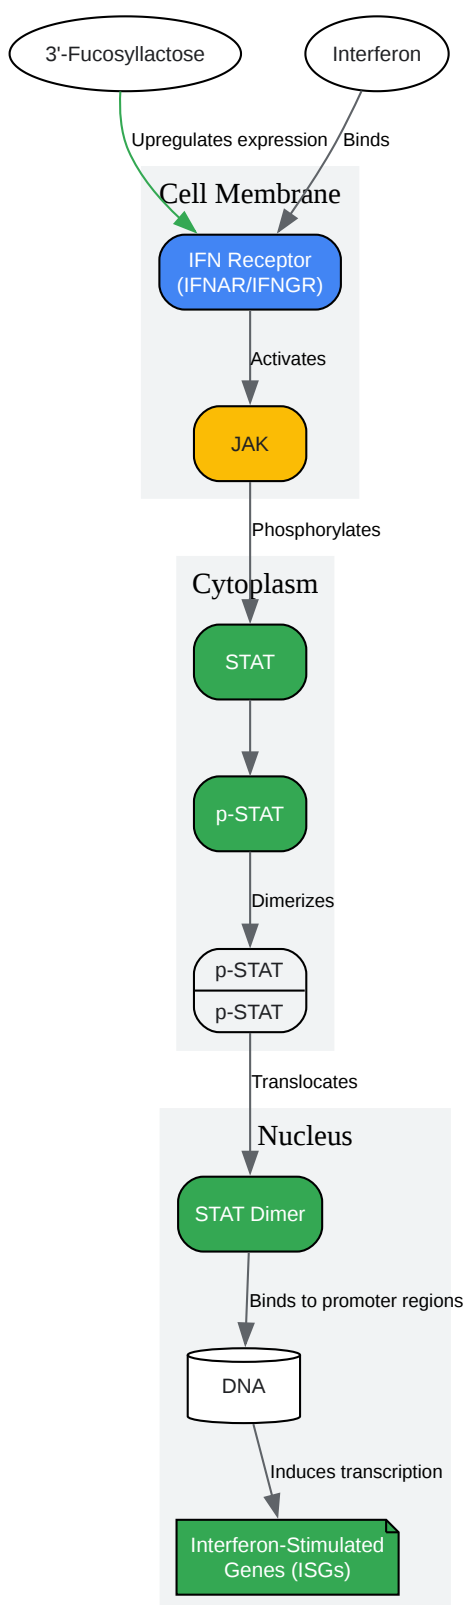 3'-Fucosyllactose
Interferon
Upregulates expression
Binds
Cell Membrane
IFN Receptor
(IFNAR/IFNGR)
Activates
JAK
Phosphorylates
Cytoplasm
STAT
p-STAT
Dimerizes
p-STAT
p-STAT
Translocates
Nucleus
STAT Dimer
Binds to promoter regions
DNA
Induces transcription
Interferon-Stimulated
Genes (ISGs)